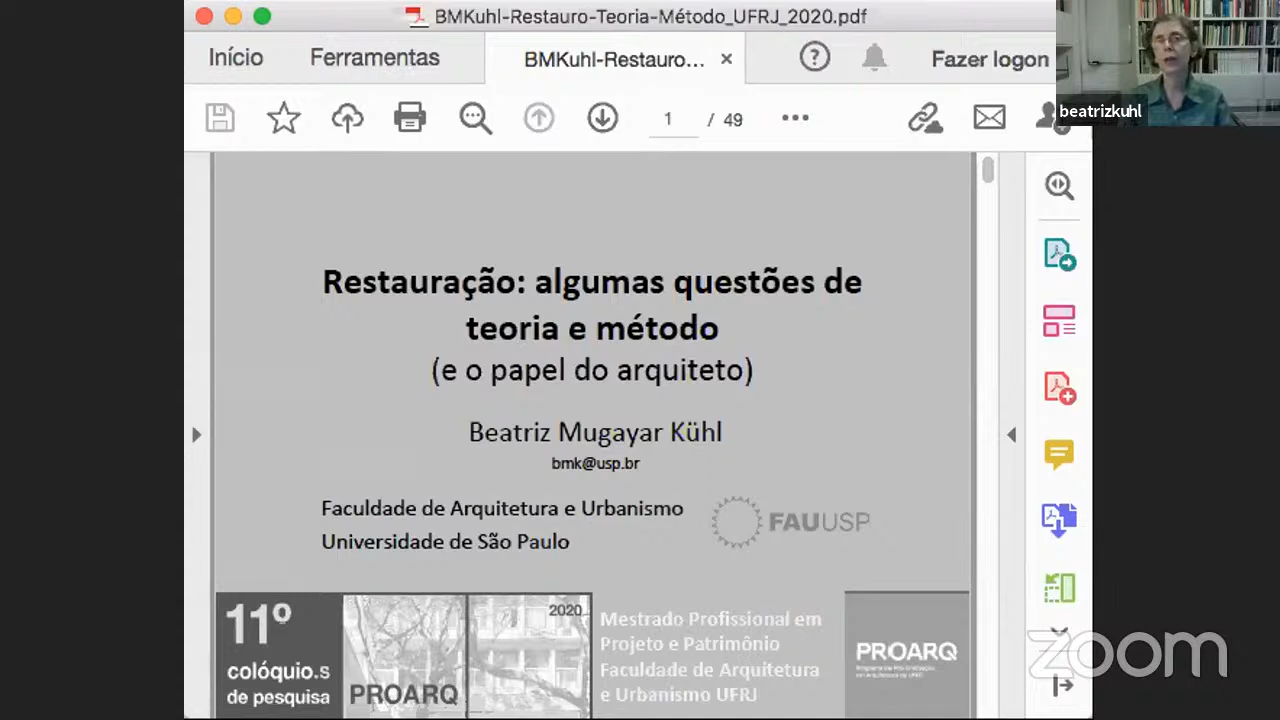 BMKuhl-Restauro-Teoria-Método_UFRJ_2020.pdf
Início
Ferramentas
BMKuhl-Restauro...
Fazer logon
beatrizkuhl
1 / 49
Restauração: algumas questões de
teoria e método
(e o papel do arquiteto)
Beatriz Mugayar Kühl
bmk@usp.br
Faculdade de Arquitetura e Urbanismo
Universidade de São Paulo
FAUUSP
11º
colóquio.s
de pesquisa
PROARQ
2020
Mestrado Profissional em
Projeto e Patrimônio
Faculdade de Arquitetura
e Urbanismo UFRJ
PROARQ
zoom